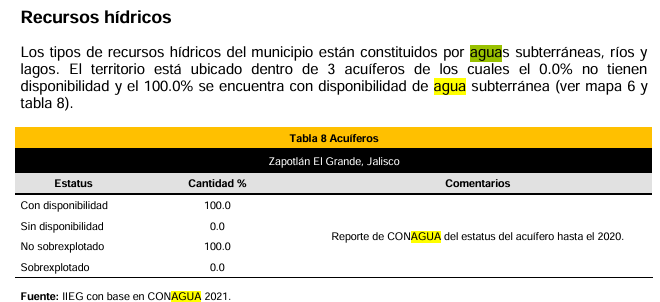 Recursos hídricos
Los tipos de recursos hídricos del municipio están constituidos por aguas subterráneas, ríos y
lagos. El territorio está ubicado dentro de 3 acuíferos de los cuales el 0.0% no tienen
disponibilidad y el 100.0% se encuentra con disponibilidad de agua subterránea (ver mapa 6 y
tabla 8).
Tabla 8 Acuíferos
Zapotlán El Grande, Jalisco
Estatus Cantidad % Comentarios
Con disponibilidad 100.0
Sin disponibilidad 0.0
Reporte de CONAGUA del estatus del acuífero hasta el 2020.
No sobrexplotado 100.0
Sobrexplotado 0.0
Fuente: IIEG con base en CONAGUA 2021.